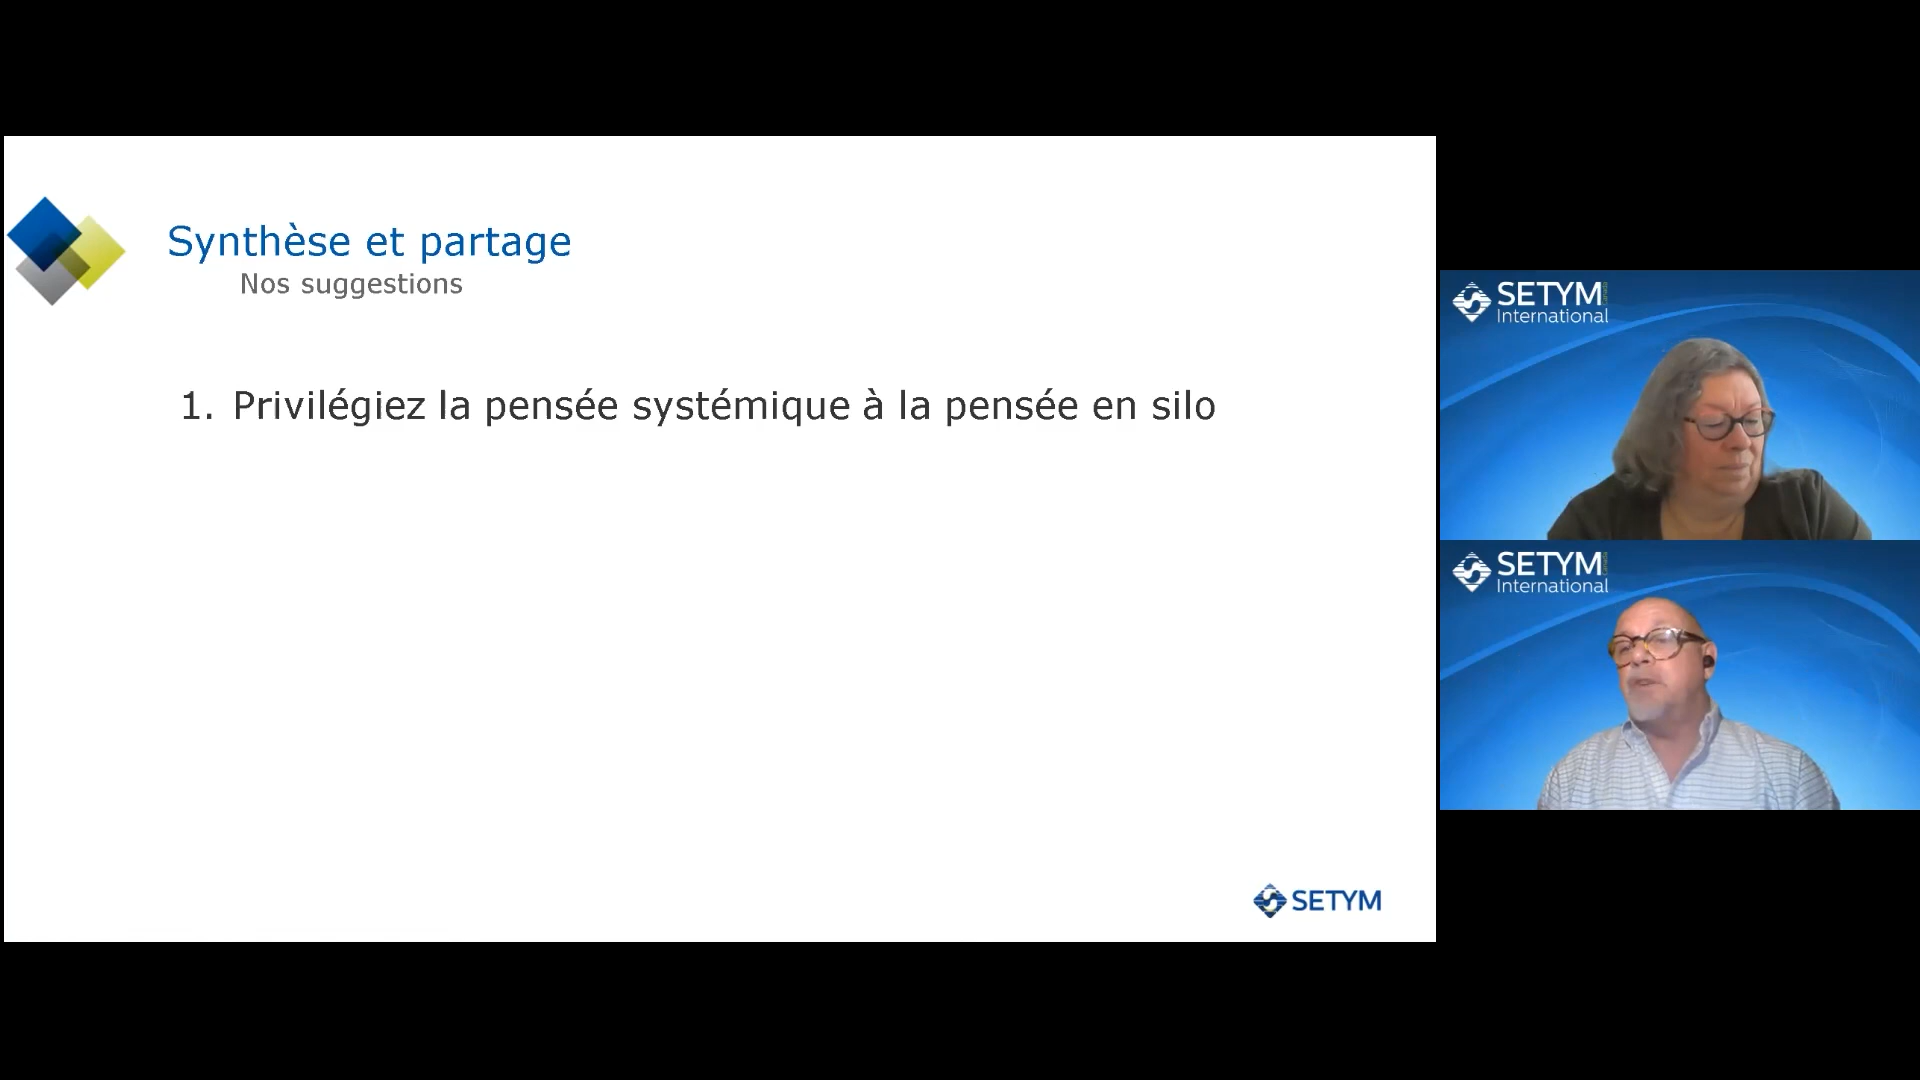 Synthèse et partage
Nos suggestions
1. Privilégiez la pensée systémique à la pensée en silo
SETYM
SETYM
International
SETYM
International